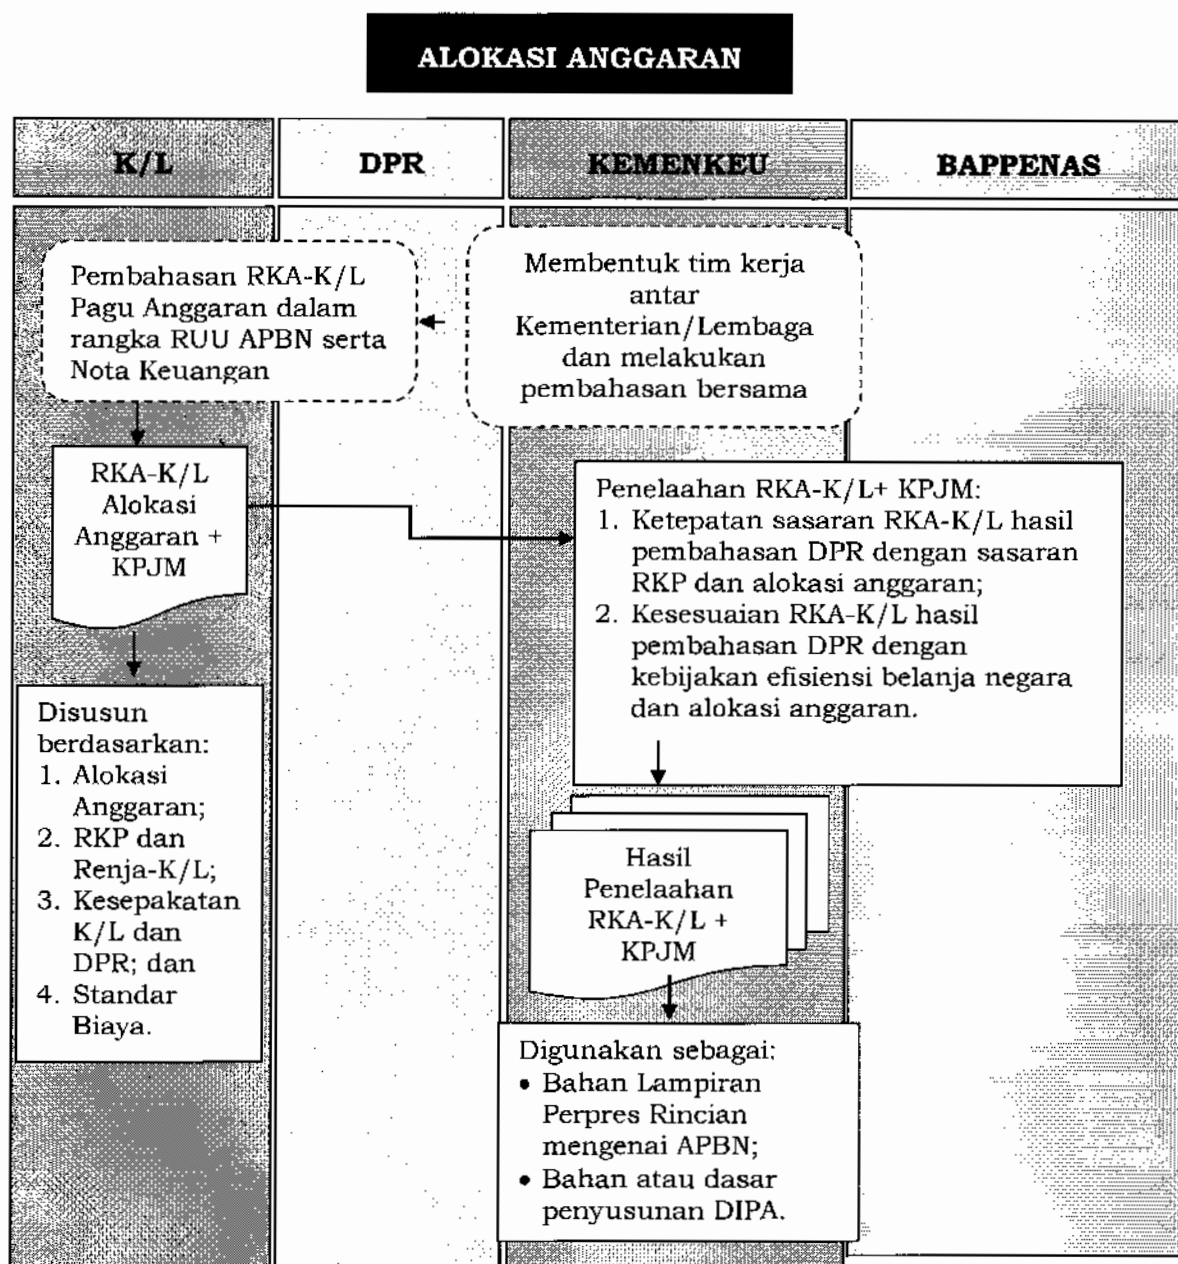 ALOKASI ANGGARAN
K/L
DPR
KEMENKEU
BAPPENAS
Pembahasan RKA-K/L
Pagu Anggaran dalam
rangka RUU APBN serta
Nota Keuangan
Membentuk tim kerja
antar
Kementerian/Lembaga
dan melakukan
pembahasan bersama
RKA-K/L
Alokasi
Anggaran +
KPJM
Penelaahan RKA-K/L+ KPJM:
1. Ketepatan sasaran RKA-K/L hasil
pembahasan DPR dengan sasaran
RKP dan alokasi anggaran;
2. Kesesuaian RKA-K/L hasil
pembahasan DPR dengan
kebijakan efisiensi belanja negara
dan alokasi anggaran.
Disusun
berdasarkan:
1. Alokasi
Anggaran;
2. RKP dan
Renja-K/L;
3. Kesepakatan
K/L dan
DPR; dan
4. Standar
Biaya.
Hasil
Penelaahan
RKA-K/L +
KPJM
Digunakan sebagai:
• Bahan Lampiran
Perpres Rincian
mengenai APBN;
• Bahan atau dasar
penyusunan DIPA.